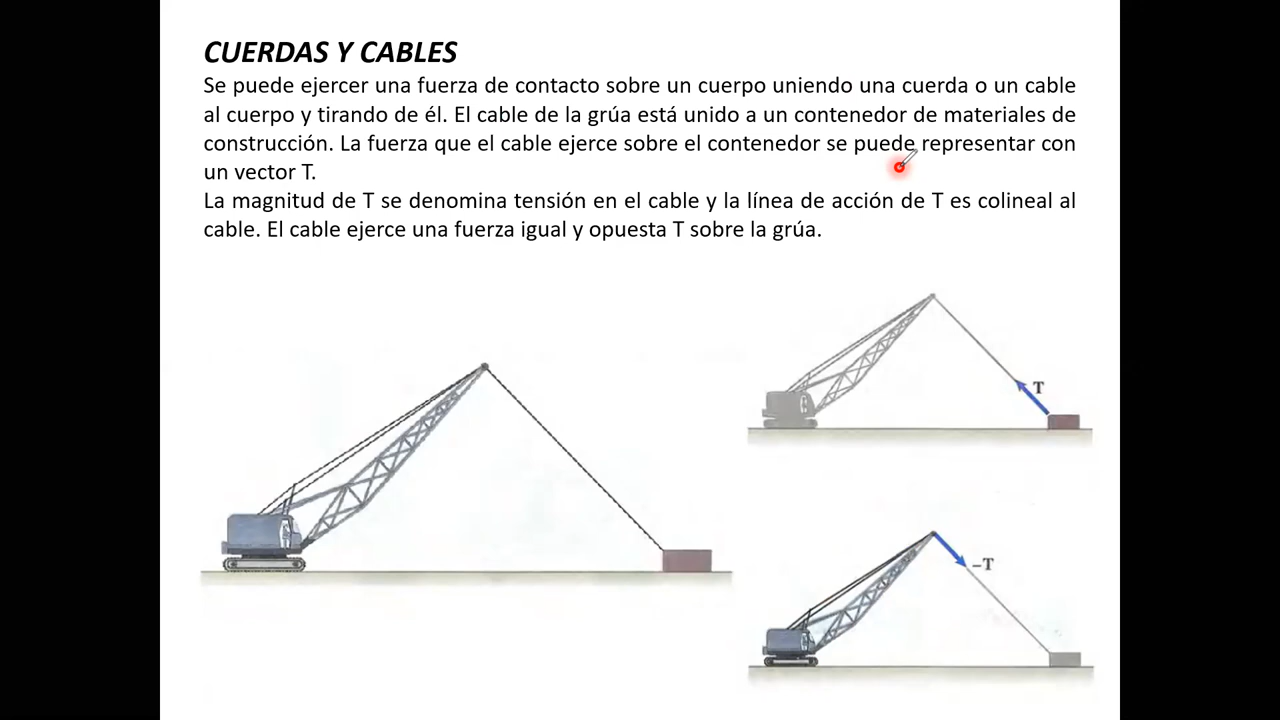 CUERDAS Y CABLES
Se puede ejercer una fuerza de contacto sobre un cuerpo uniendo una cuerda o un cable
al cuerpo y tirando de él. El cable de la grúa está unido a un contenedor de materiales de
construcción. La fuerza que el cable ejerce sobre el contenedor se puede representar con
un vector T.
La magnitud de T se denomina tensión en el cable y la línea de acción de T es colineal al
cable. El cable ejerce una fuerza igual y opuesta T sobre la grúa.
T
−T